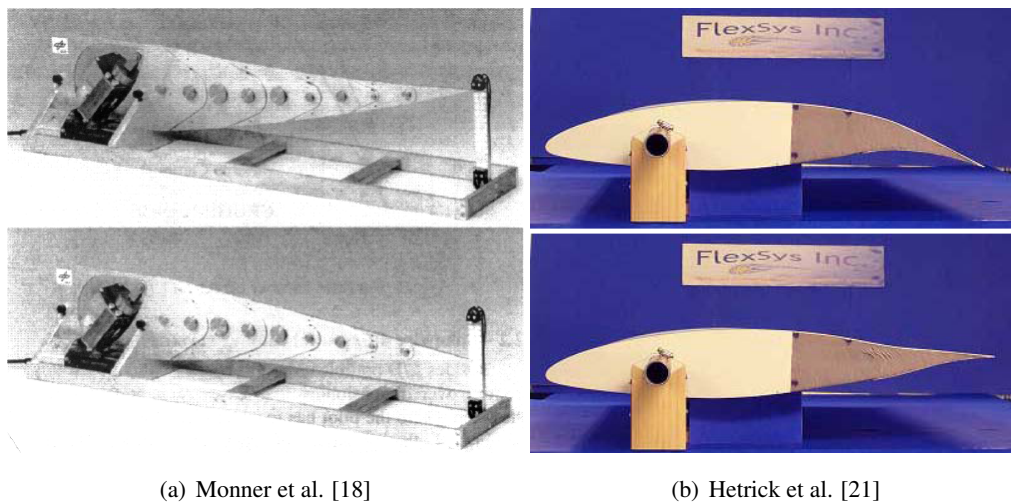 FlexSys Inc.
FlexSys Inc.
(a) Monner et al. [18]
(b) Hetrick et al. [21]